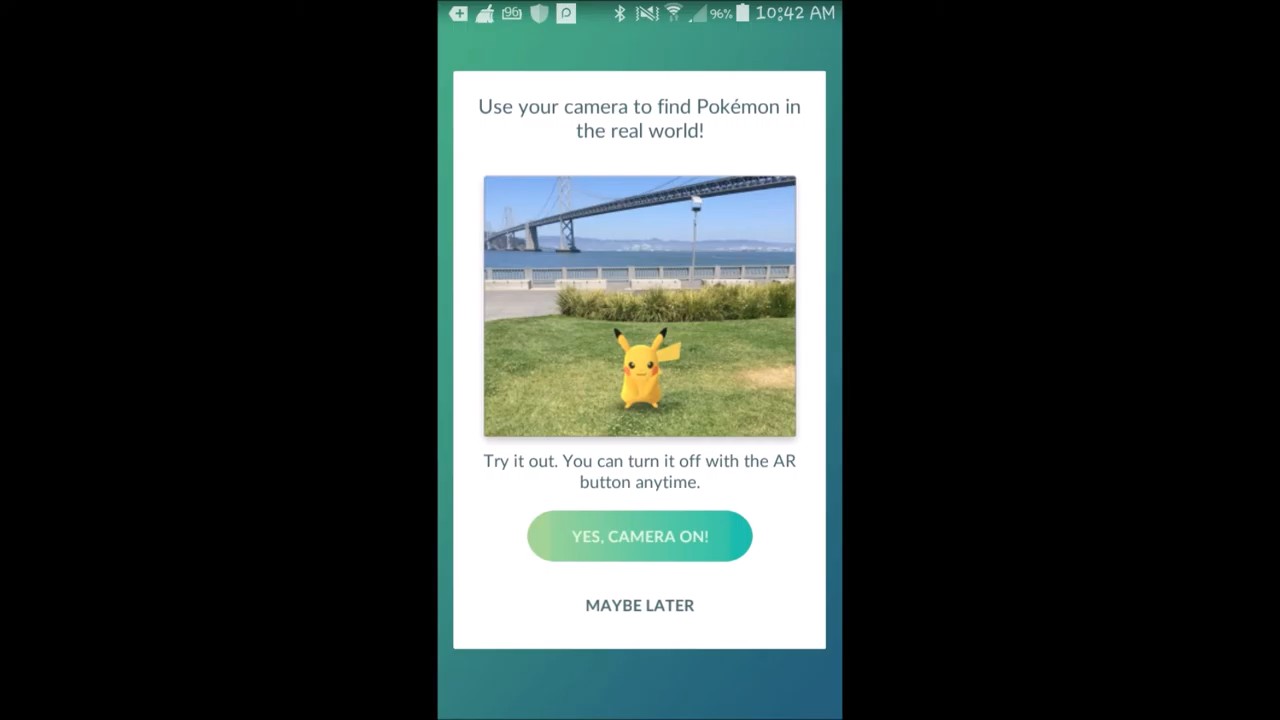 96 96% 10:42 AM
Use your camera to find Pokémon in
the real world!
Try it out. You can turn it off with the AR
button anytime.
YES, CAMERA ON!
MAYBE LATER